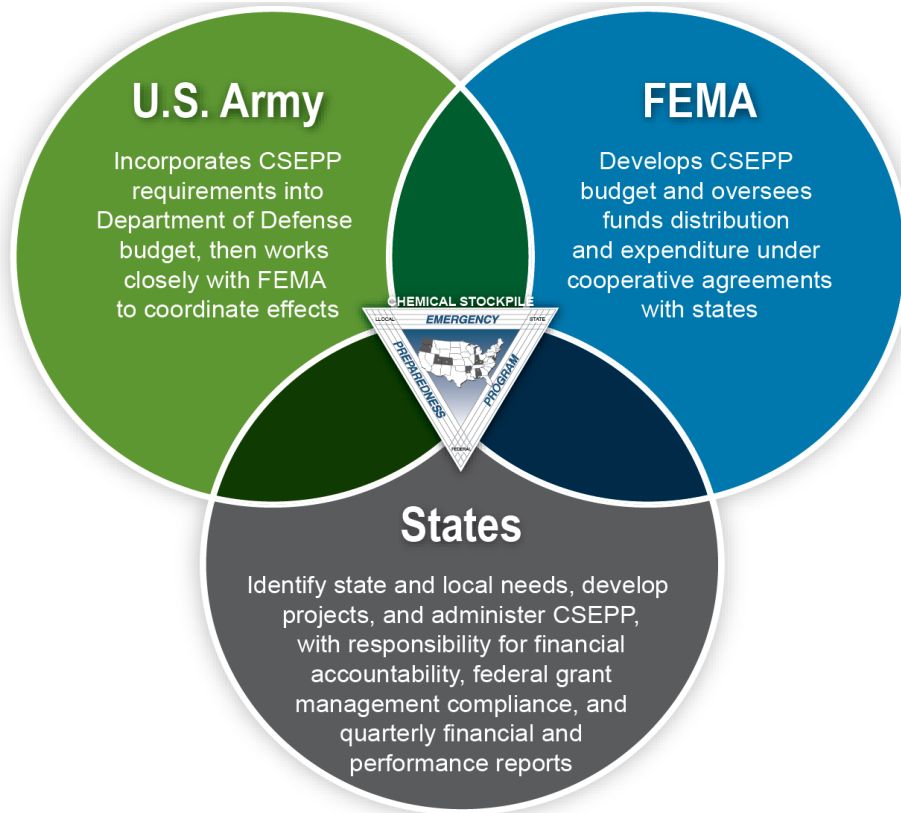 U.S. Army
Incorporates CSEPP
requirements into
Department of Defense
budget, then works
closely with FEMA
to coordinate effects
FEMA
Develops CSEPP
budget and oversees
funds distribution
and expenditure under
cooperative agreements
with states
CHEMICAL STOCKPILE
LLOCAL
EMERGENCY
STATE
PREPAREDNESS
PROGRAM
FEDERAL
States
Identify state and local needs, develop
projects, and administer CSEPP,
with responsibility for financial
accountability, federal grant
management compliance, and
quarterly financial and
performance reports